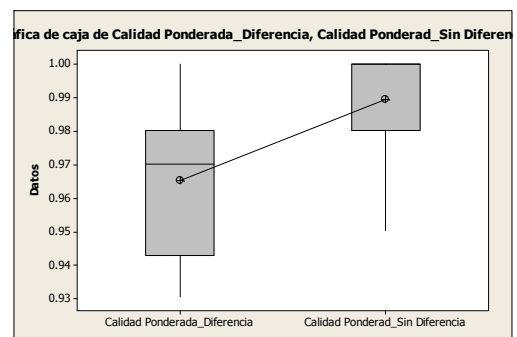 fica de caja de Calidad Ponderada_Diferencia, Calidad Ponderad_Sin Diferen
1.00
0.99
0.98
0.97
0.96
0.95
0.94
0.93
Datos
Calidad Ponderada_Diferencia
Calidad Ponderad_Sin Diferencia